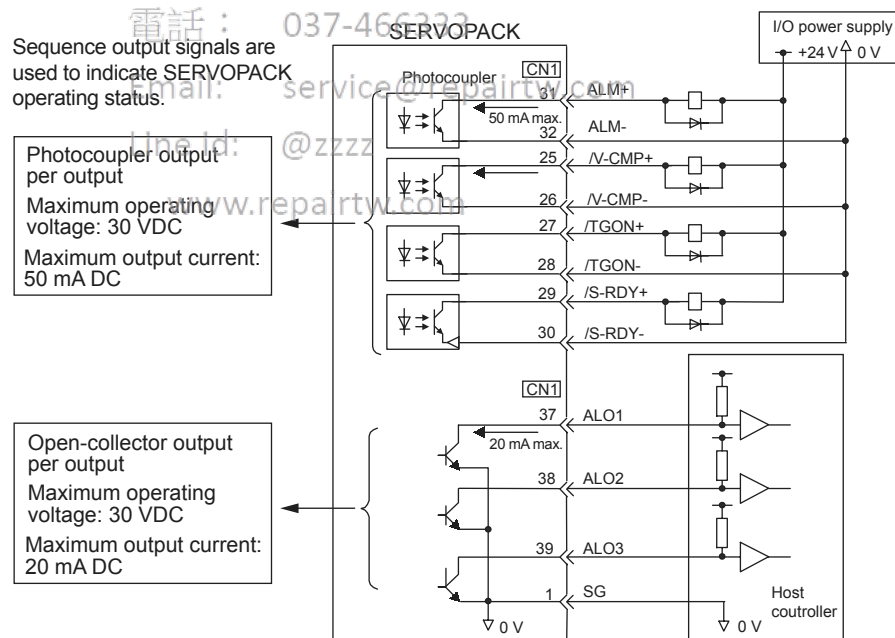 電話： 037-466333
SERVOPACK
I/O power supply
+24 V 0 V
Sequence output signals are
used to indicate SERVOPACK
operating status.
Email: service@repairtw.com
Line id: @zzzz
www.repairtw.com
Photocoupler
CN1
31 ALM+
50 mA max.
32 ALM-
25 /V-CMP+
26 /V-CMP-
27 /TGON+
28 /TGON-
29 /S-RDY+
30 /S-RDY-
Photocoupler output
per output
Maximum operating
voltage: 30 VDC
Maximum output current:
50 mA DC
CN1
37 ALO1
20 mA max.
38 ALO2
39 ALO3
1 SG
0 V
Open-collector output
per output
Maximum operating
voltage: 30 VDC
Maximum output current:
20 mA DC
Host
coutroller
0 V